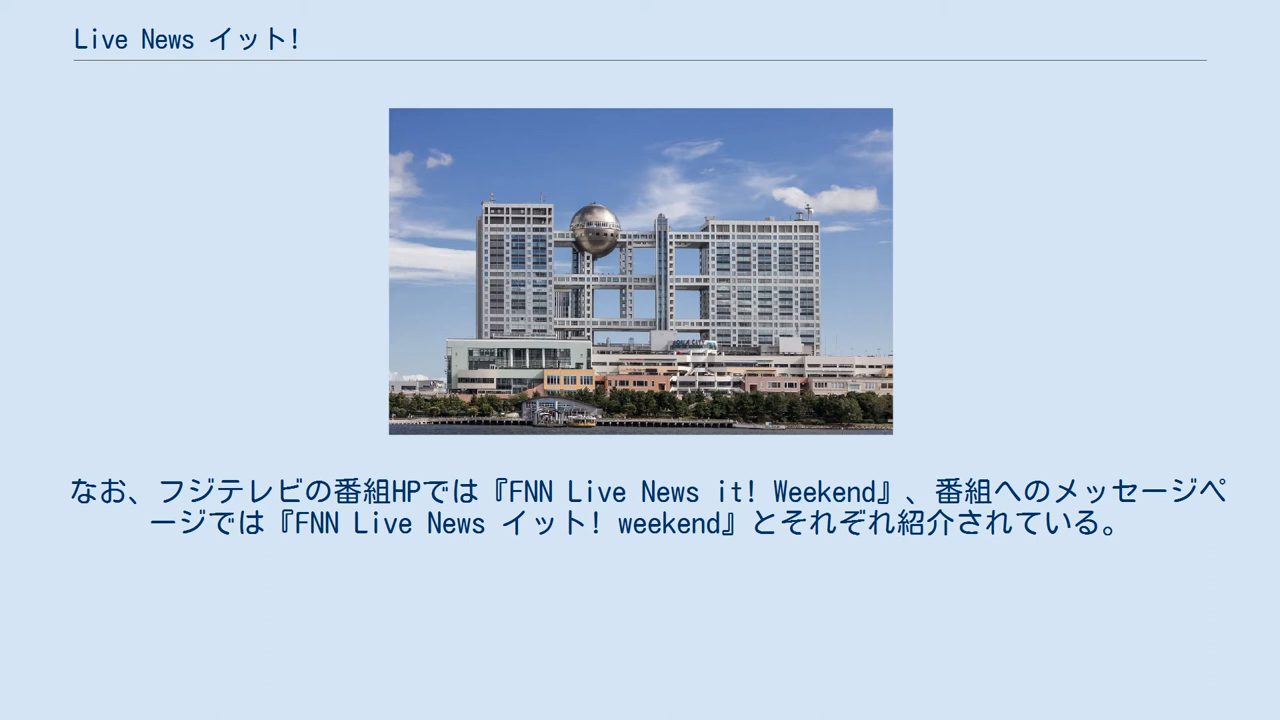 Live News イット!
なお、フジテレビの番組HPでは『FNN Live News it! Weekend』、番組へのメッセージペ
ージでは『FNN Live News イット! weekend』とそれぞれ紹介されている。